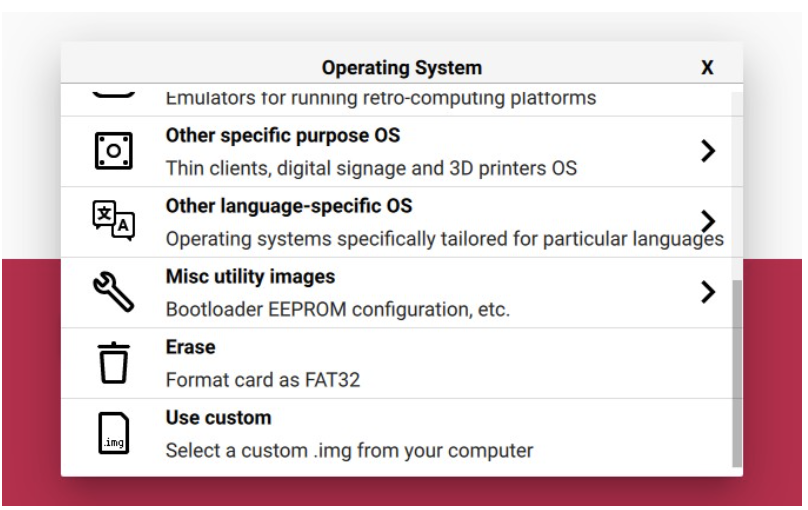 Operating System X
Emulators for running retro-computing platforms
Other specific purpose OS
Thin clients, digital signage and 3D printers OS
文A
Other language-specific OS
Operating systems specifically tailored for particular languages
Misc utility images
Bootloader EEPROM configuration, etc.
Erase
Format card as FAT32
.img
Use custom
Select a custom .img from your computer